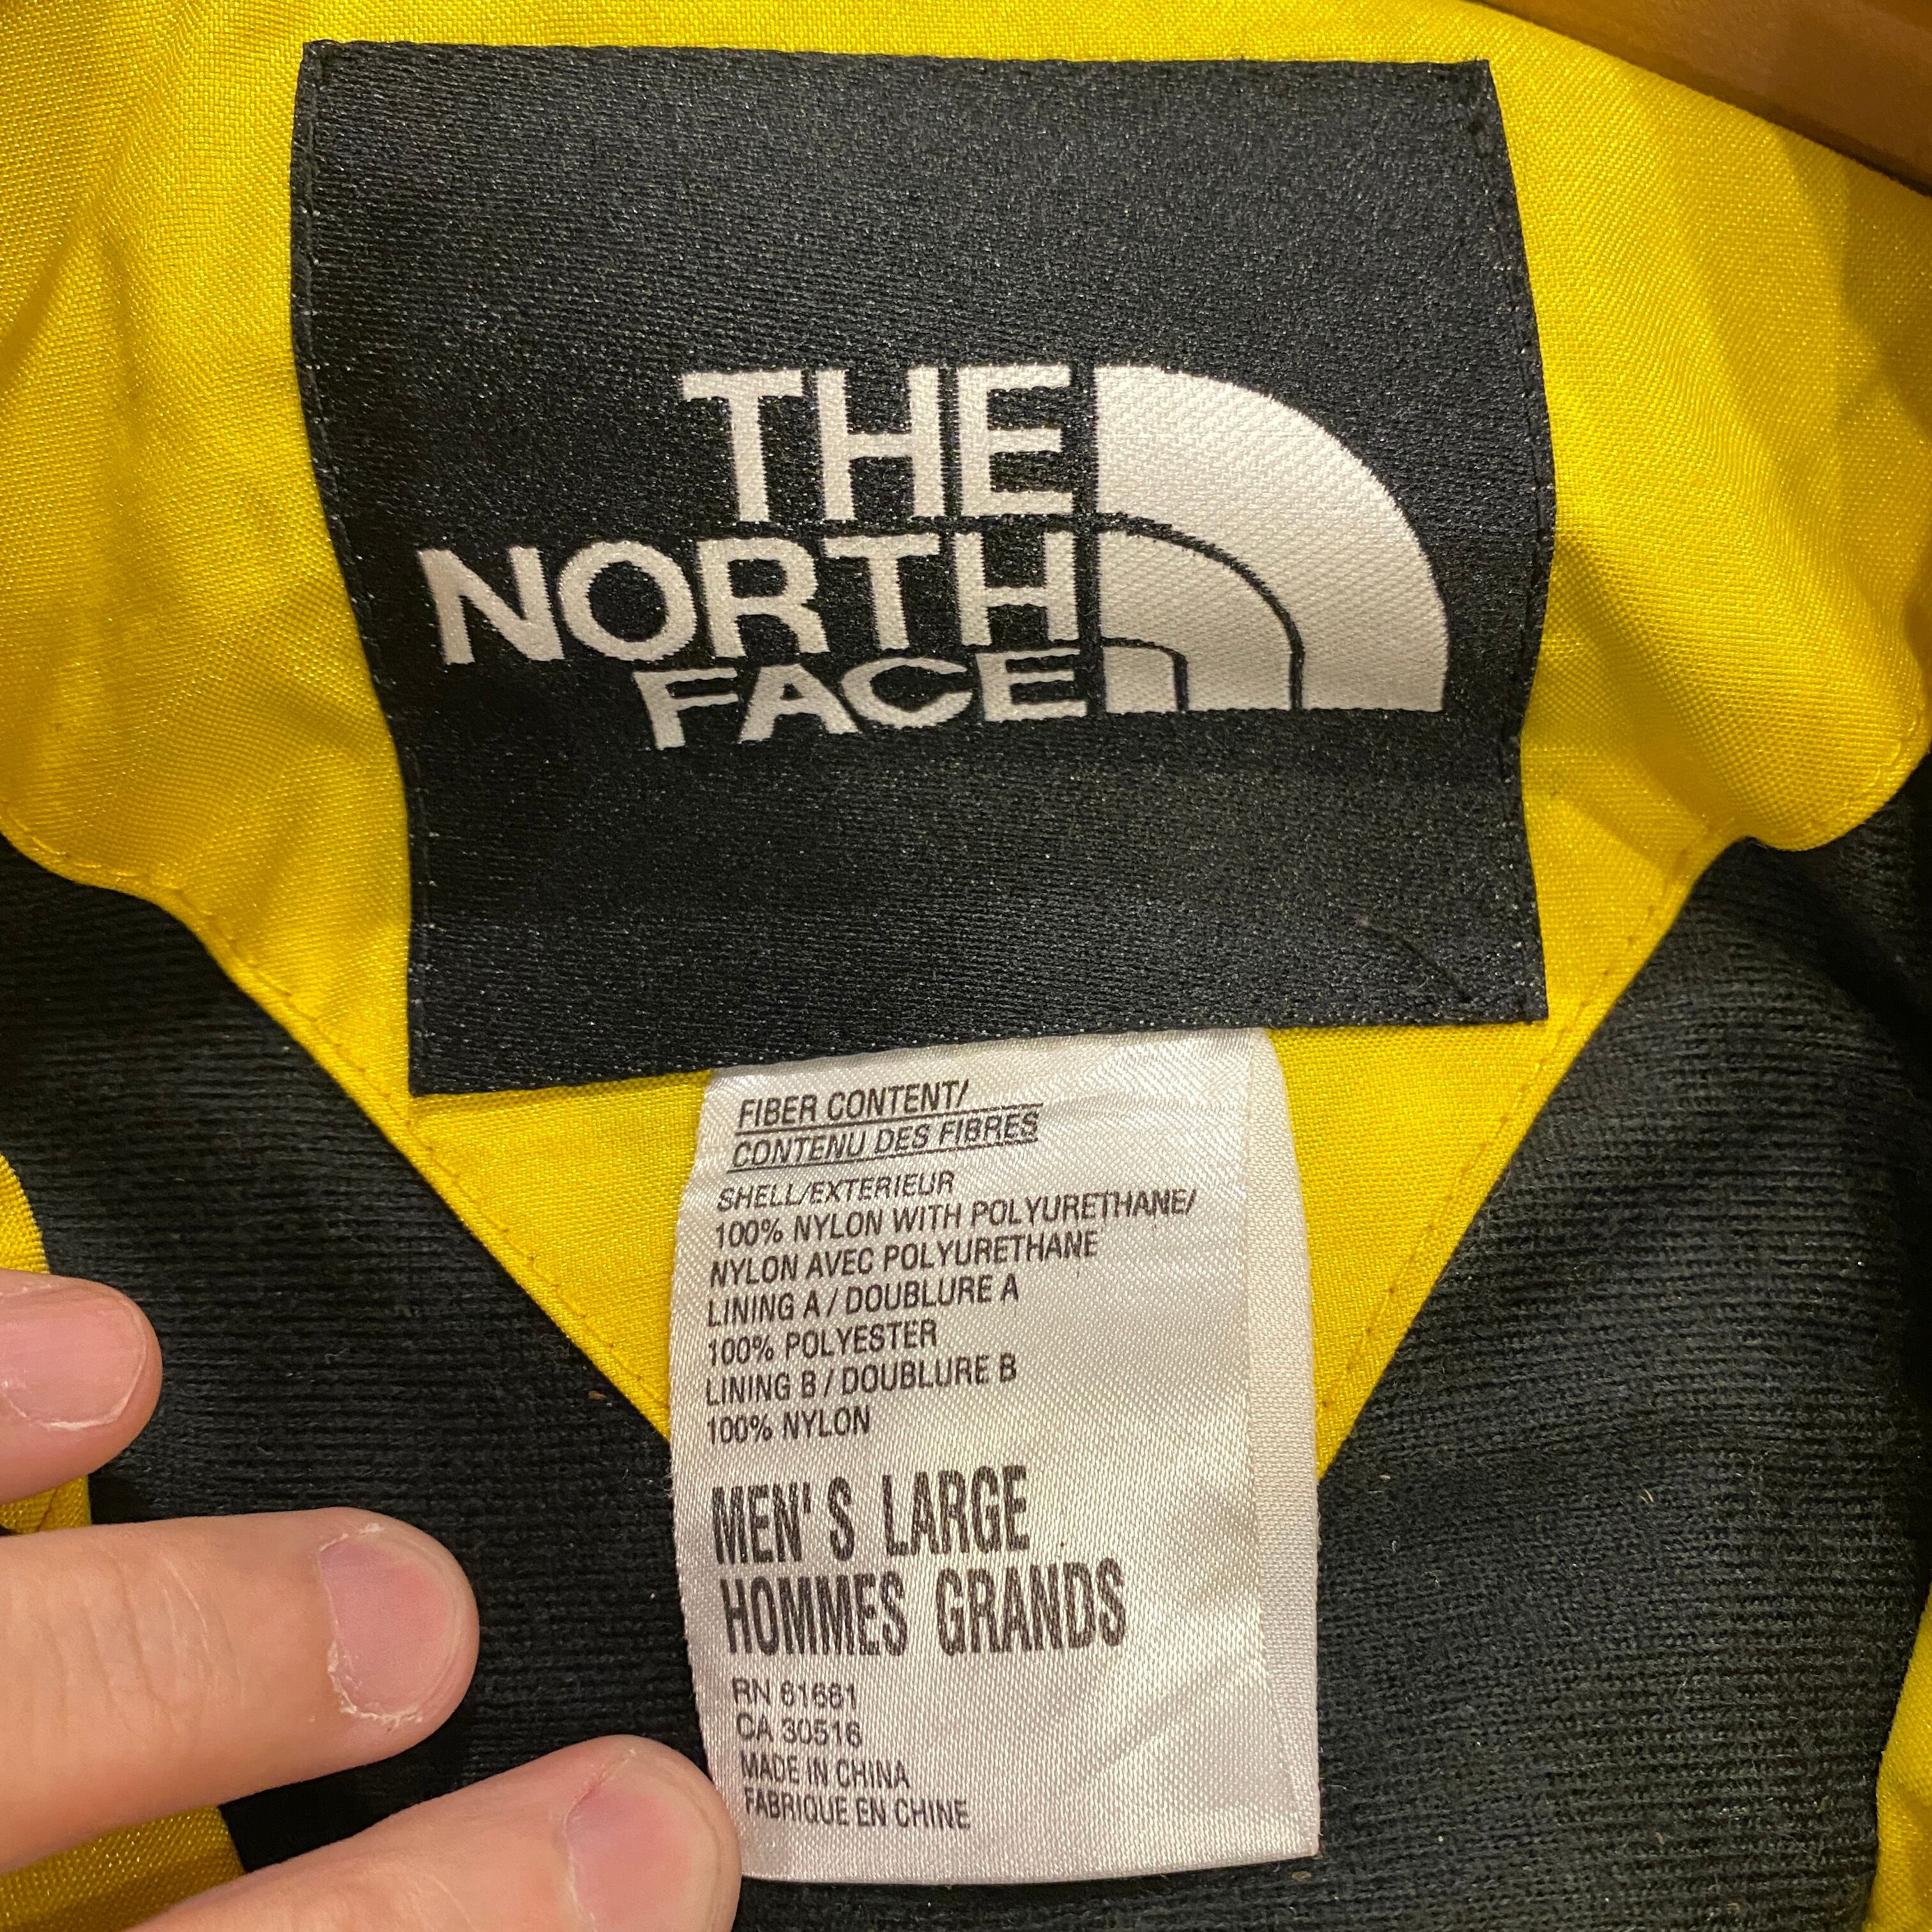 THE
NORTH
FACE
FIBER CONTENT/
CONTENU DES FIBRES
SHELL/EXTERIEUR
100% NYLON WITH POLYURETHANE/
NYLON AVEC POLYURETHANE
LINING A / DOUBLURE A
100% POLYESTER
LINING B / DOUBLURE B
100% NYLON
MEN'S LARGE
HOMMES GRANDS
RN 61661
CA 30516
MADE IN CHINA
FABRIQUE EN CHINE